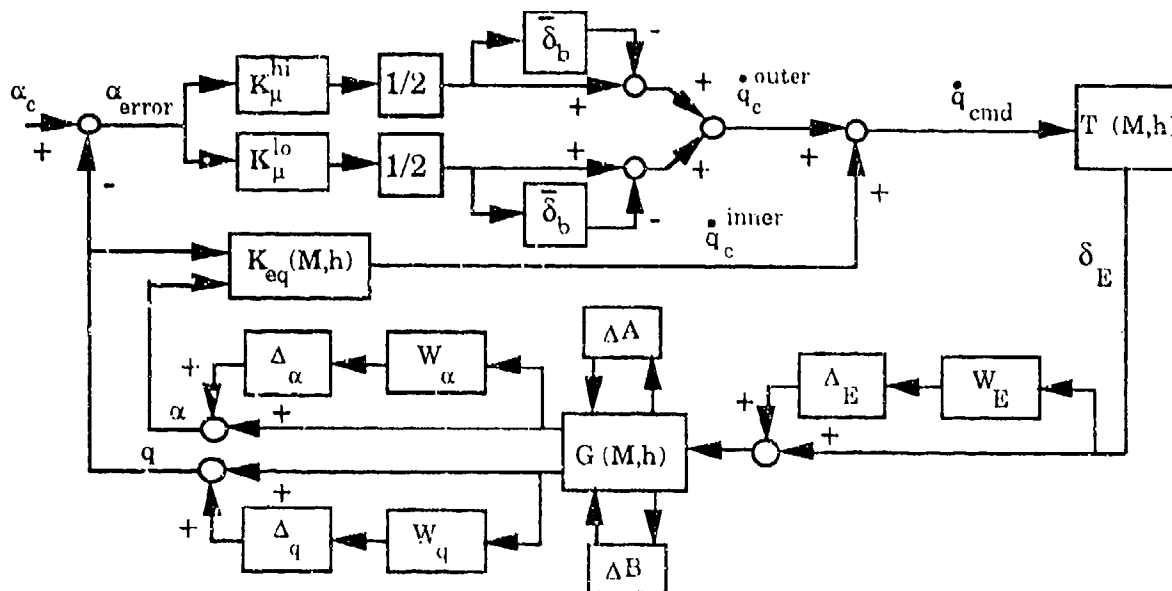 δ̄_b
-
K_μ^hi
1/2
+
+
q̇_c^outer
q̇_cmd
α_c
+
α_error
-
K_μ^lo
1/2
+
+
+
T (M,h)
δ̄_b
-
q̇_c^inner
+
K_eq (M,h)
δ_E
ΔA
Δ_α
W_α
+
α
+
Δ_E
W_E
+
+
q
G (M,h)
+
+
Δ_q
W_q
ΔB